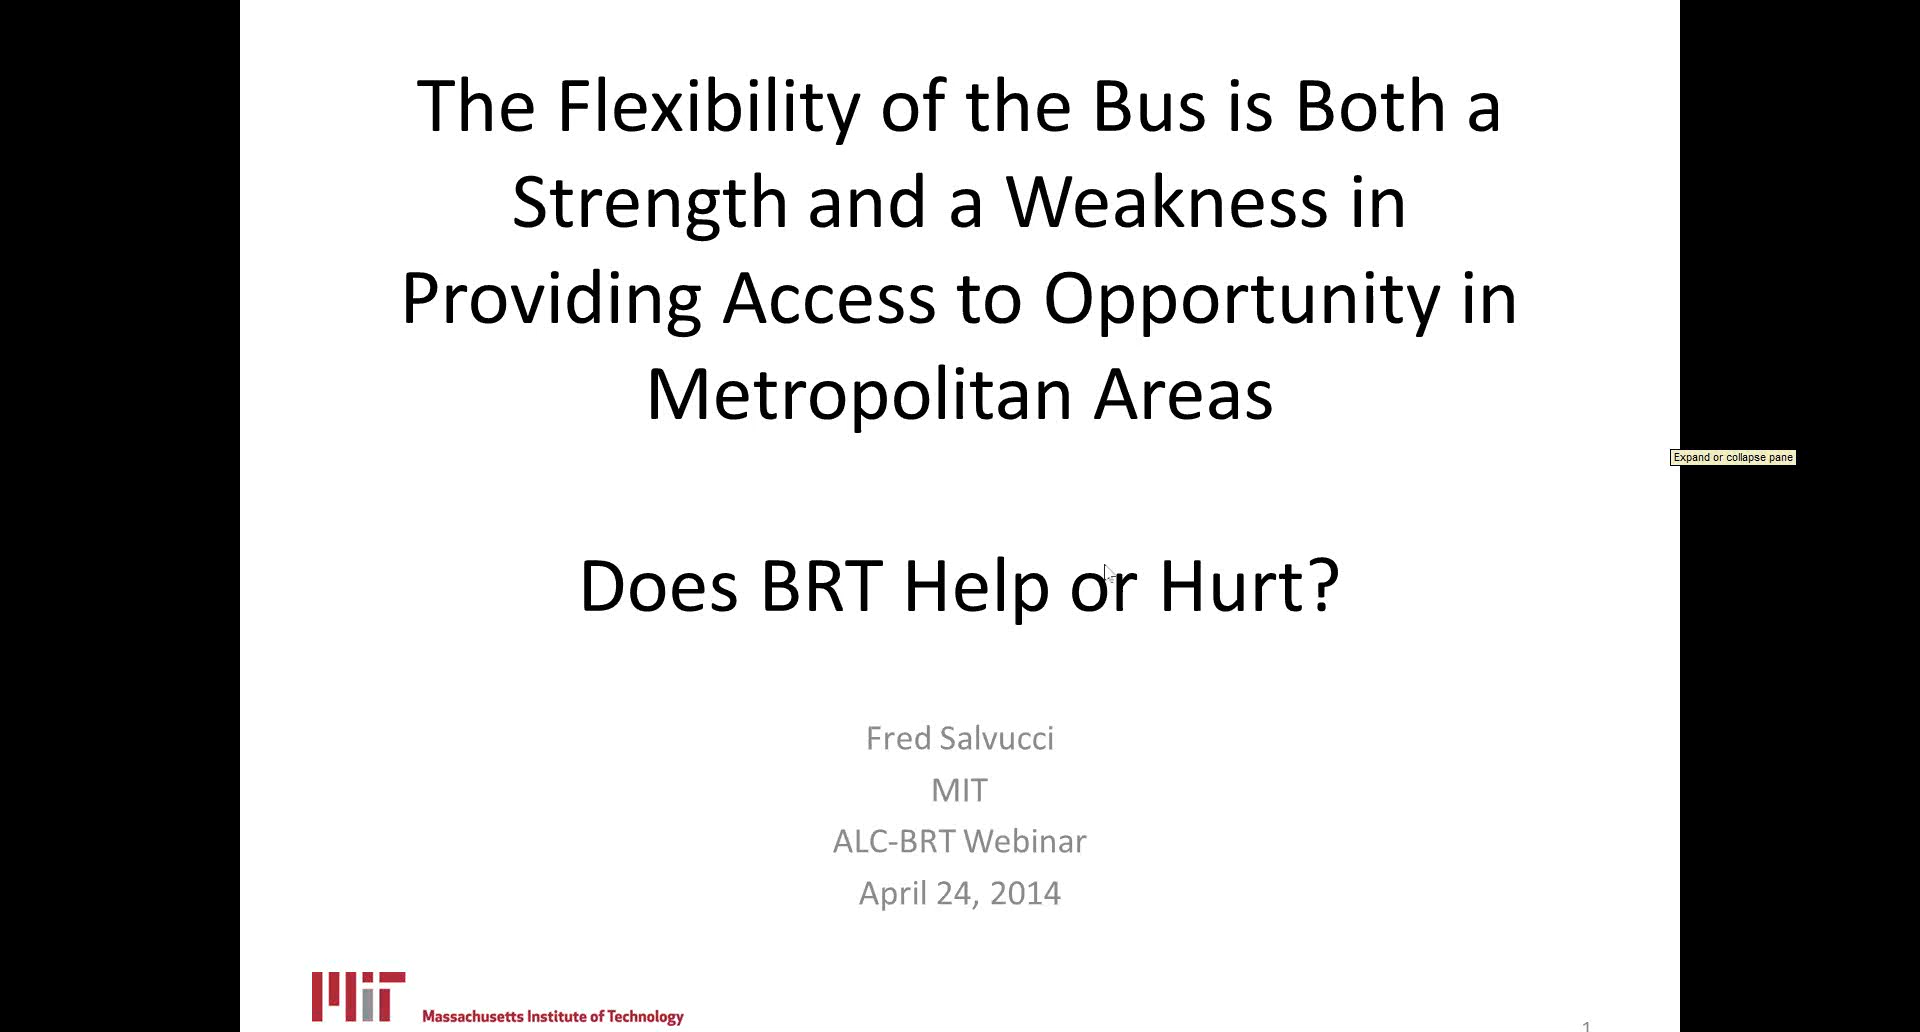 The Flexibility of the Bus is Both a
Strength and a Weakness in
Providing Access to Opportunity in
Metropolitan Areas
Expand or collapse pane
Does BRT Help or Hurt?
Fred Salvucci
MIT
ALC-BRT Webinar
April 24, 2014
MIT
Massachusetts Institute of Technology
1